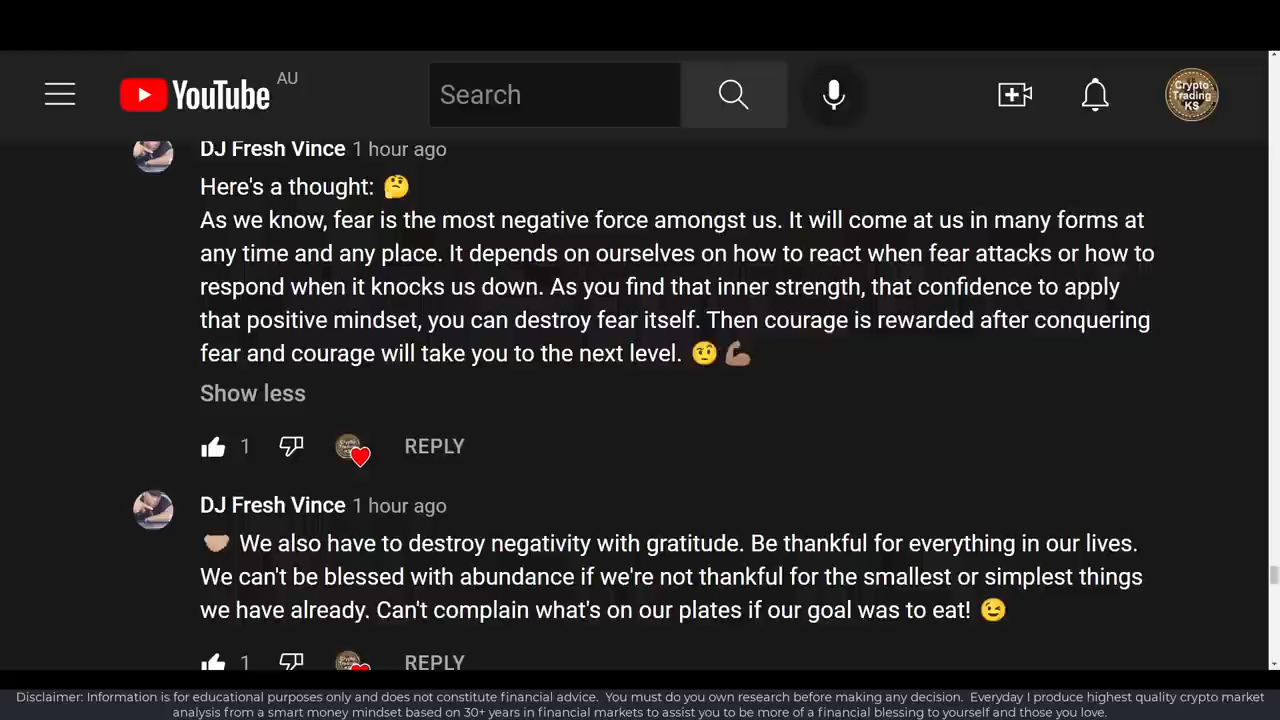 YouTube AU
Search
Crypto
Trading
KS
DJ Fresh Vince 1 hour ago
Here's a thought: 🤔
As we know, fear is the most negative force amongst us. It will come at us in many forms at
any time and any place. It depends on ourselves on how to react when fear attacks or how to
respond when it knocks us down. As you find that inner strength, that confidence to apply
that positive mindset, you can destroy fear itself. Then courage is rewarded after conquering
fear and courage will take you to the next level. 🤨💪🏽
Show less
1 REPLY
DJ Fresh Vince 1 hour ago
🤝🏽 We also have to destroy negativity with gratitude. Be thankful for everything in our lives.
We can't be blessed with abundance if we're not thankful for the smallest or simplest things
we have already. Can't complain what's on our plates if our goal was to eat! 😉
1 REPLY
Disclaimer: Information is for educational purposes only and does not constitute financial advice. You must do you own research before making any decision. Everyday I produce highest quality crypto market
analysis from a smart money mindset based on 30+ years in financial markets to assist you to be more of a financial blessing to yourself and those you love.